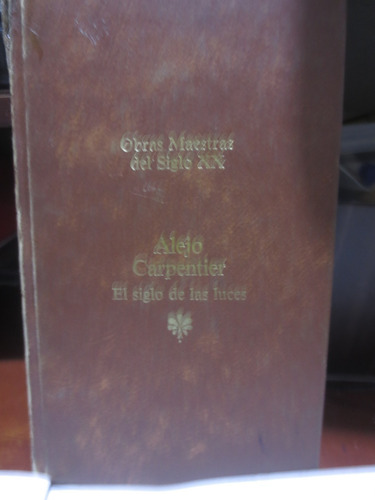 Obras Maestras
del Siglo XX
Alejo
Carpentier
El siglo de las luces